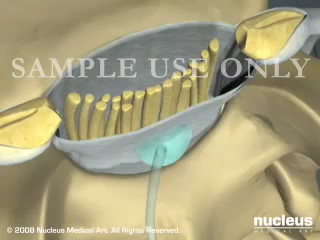 SAMPLE USE ONLY
© 2008 Nucleus Medical Art. All Rights Reserved.
nucleus
MEDICAL ART